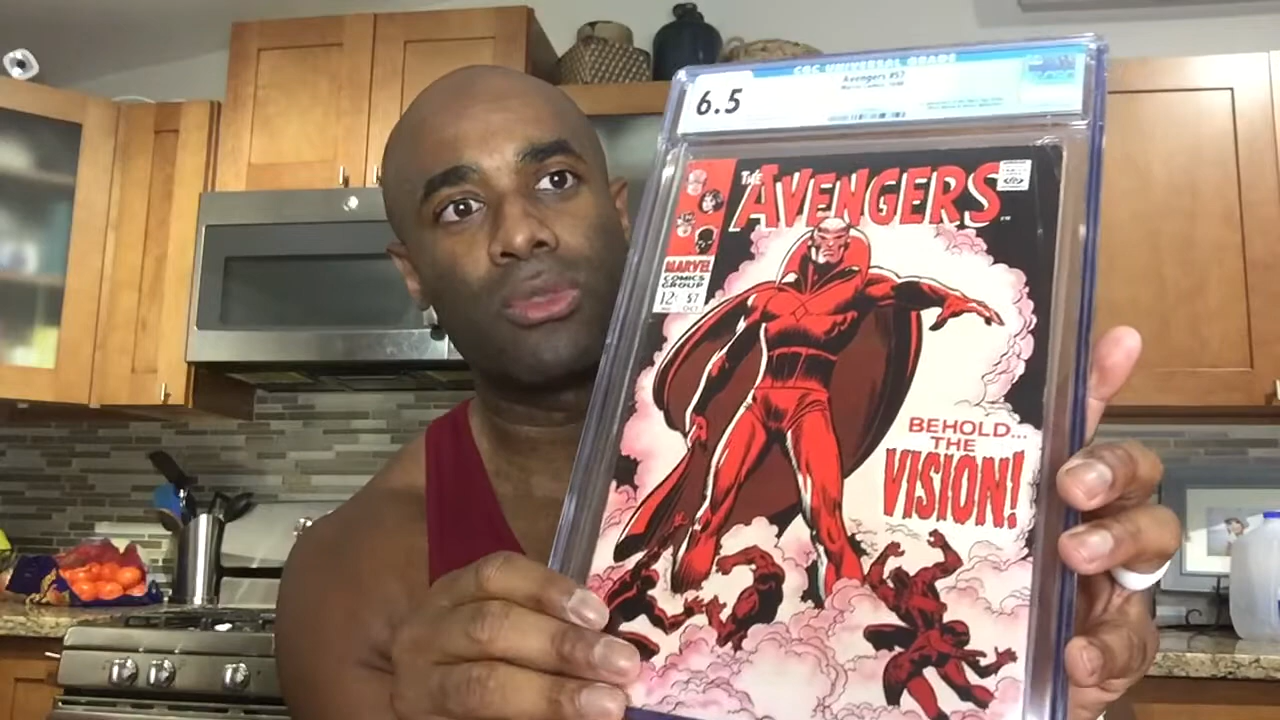 CGC UNIVERSAL GRADE
6.5
Avengers #57
THE AVENGERS
MARVEL
COMICS
GROUP
12¢ 57
OCT
BEHOLD...
THE
VISION!